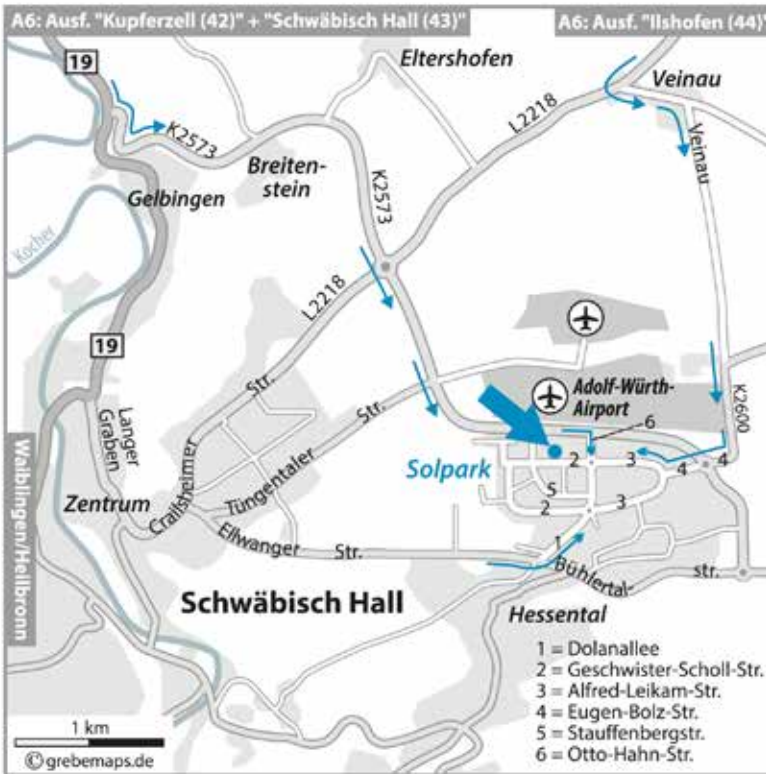 A6: Ausf. "Kupferzell (42)" + "Schwäbisch Hall (43)"
A6: Ausf. "Ilshofen (44)"
19
Eltershofen
Veinau
K2573
L2218
Breiten-
stein
Veinau
Gelbingen
K2573
Kocher
L2218
19
Str.
Adolf-Würth-
Airport
K2600
Langer
Graben
Str.
6
Solpark
2
3
4
4
Waiblingen/Heilbronn
Zentrum
Crailsheimer
Tüngentaler
5
2
3
Ellwanger
Str.
1
Bühlertal-
str.
Schwäbisch Hall
Hessental
1 = Dolanallee
2 = Geschwister-Scholl-Str.
3 = Alfred-Leikam-Str.
4 = Eugen-Bolz-Str.
5 = Stauffenbergstr.
6 = Otto-Hahn-Str.
1 km
©grebemaps.de